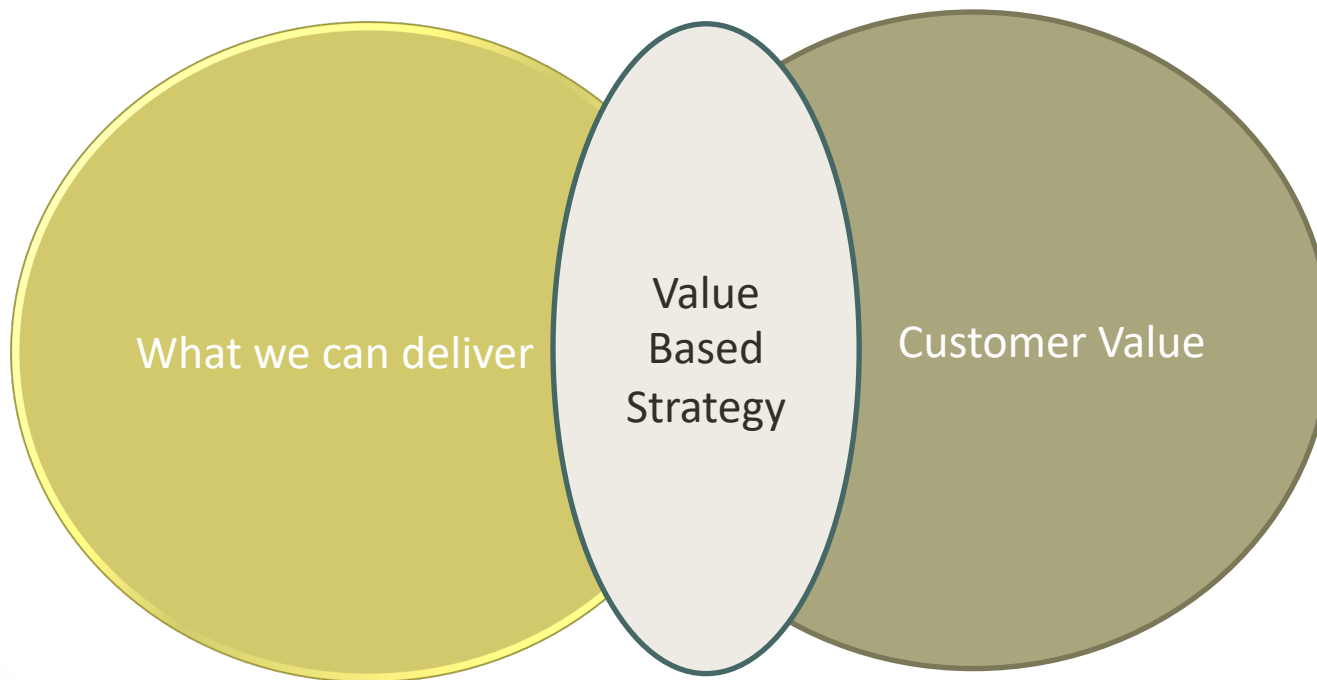 What we can deliver
Value
Based
Strategy
Customer Value